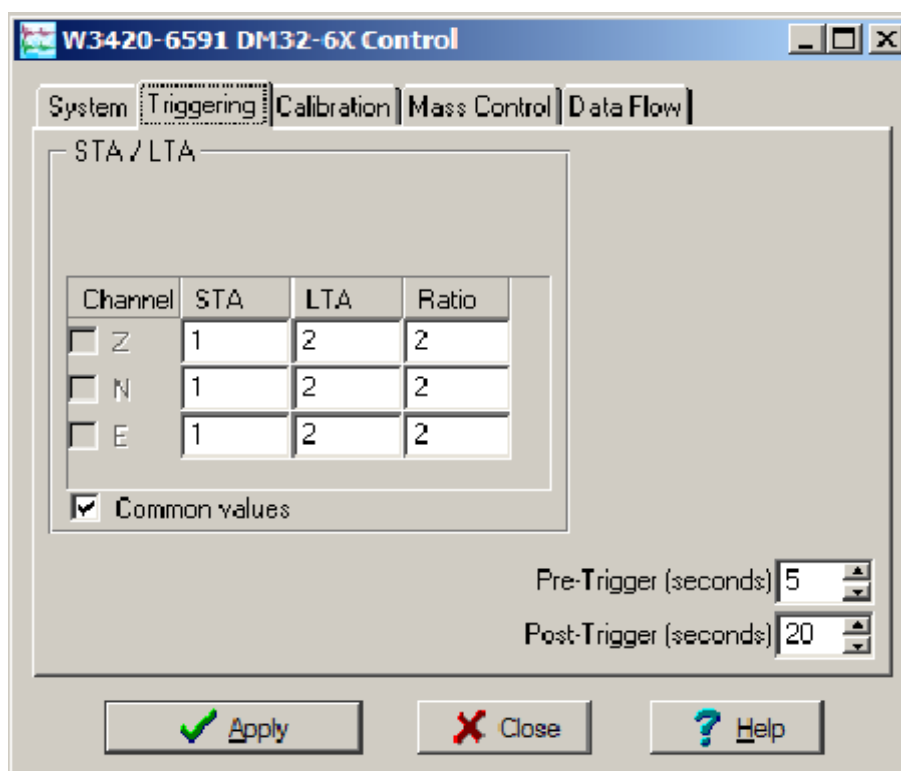 W3420-6591 DM32-6X Control
System Triggering Calibration Mass Control Data Flow
STA / LTA
Channel STA LTA Ratio
Z 1 2 2
N 1 2 2
E 1 2 2
Common values
Pre-Trigger (seconds) 5
Post-Trigger (seconds) 20
Apply Close Help